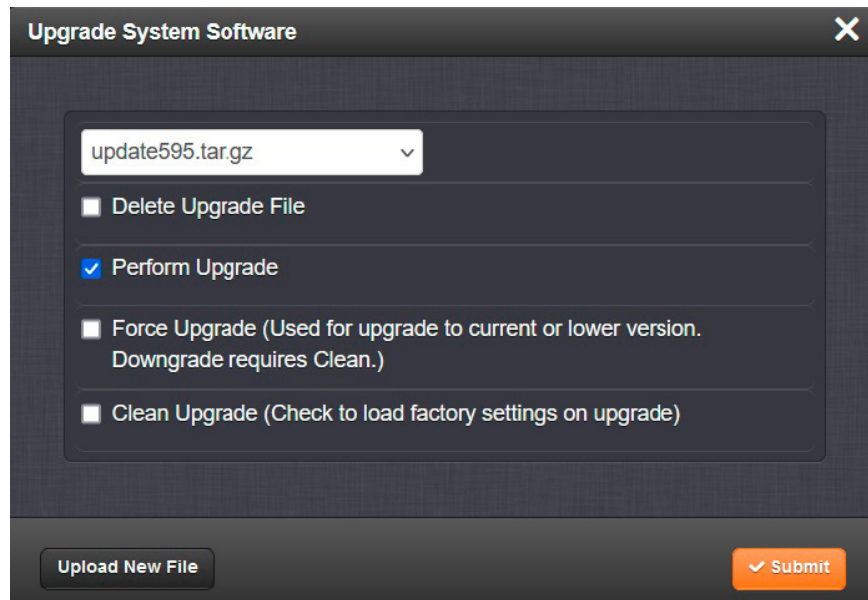 Upgrade System Software
update595.tar.gz
Delete Upgrade File
Perform Upgrade
Force Upgrade (Used for upgrade to current or lower version.
Downgrade requires Clean.)
Clean Upgrade (Check to load factory settings on upgrade)
Upload New File
Submit